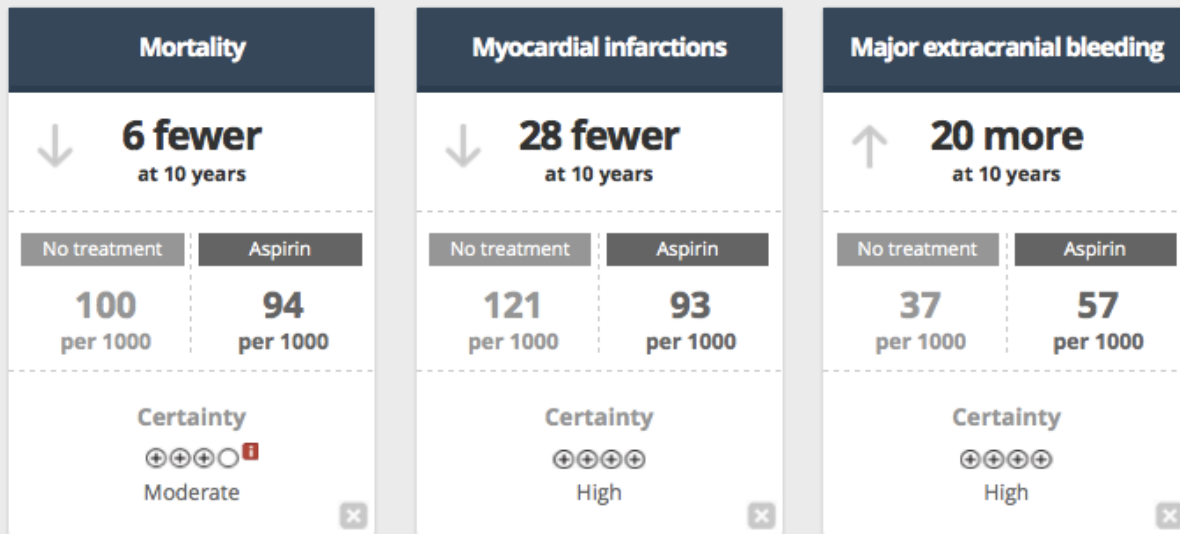 Mortality
6 fewer
at 10 years
No treatment
Aspirin
100
per 1000
94
per 1000
Certainty
i
Moderate
Myocardial infarctions
28 fewer
at 10 years
No treatment
Aspirin
121
per 1000
93
per 1000
Certainty
High
Major extracranial bleeding
20 more
at 10 years
No treatment
Aspirin
37
per 1000
57
per 1000
Certainty
High